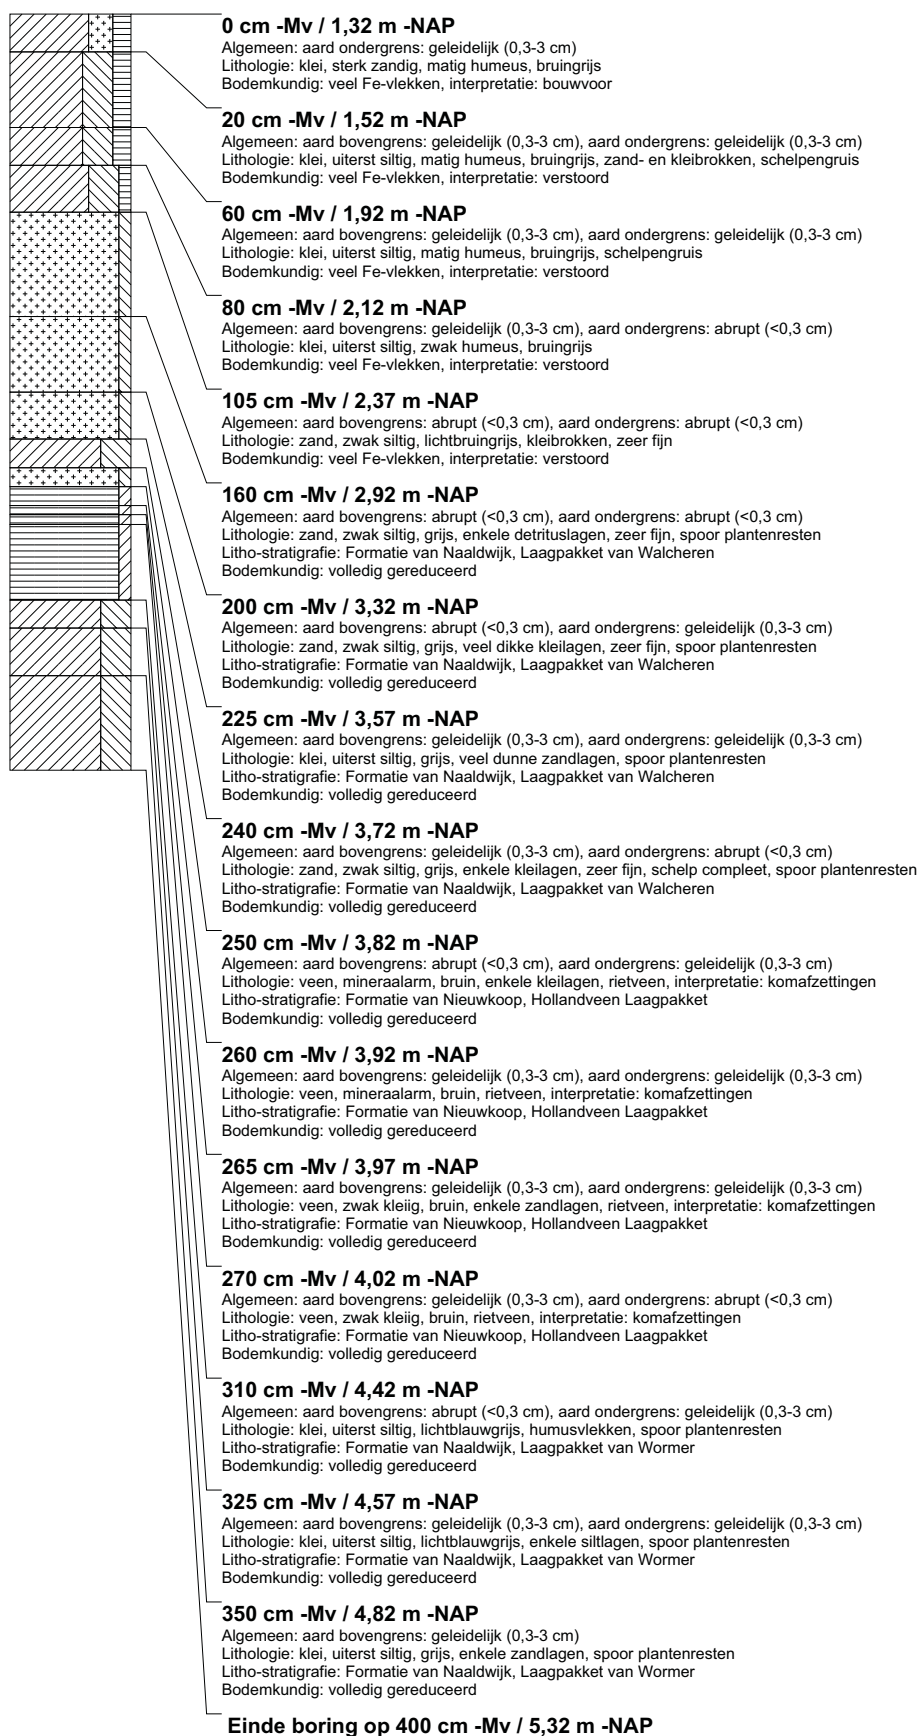 0 cm -Mv / 1,32 m -NAP
Algemeen: aard ondergrens: geleidelijk (0,3-3 cm)
Lithologie: klei, sterk zandig, matig humeus, bruingrijs
Bodemkundig: veel Fe-vlekken, interpretatie: bouwvoor
20 cm -Mv / 1,52 m -NAP
Algemeen: aard bovengrens: geleidelijk (0,3-3 cm), aard ondergrens: geleidelijk (0,3-3 cm)
Lithologie: klei, uiterst siltig, matig humeus, bruingrijs, zand- en kleibrokken, schelpengruis
Bodemkundig: veel Fe-vlekken, interpretatie: verstoord
60 cm -Mv / 1,92 m -NAP
Algemeen: aard bovengrens: geleidelijk (0,3-3 cm), aard ondergrens: geleidelijk (0,3-3 cm)
Lithologie: klei, uiterst siltig, matig humeus, bruingrijs, schelpengruis
Bodemkundig: veel Fe-vlekken, interpretatie: verstoord
80 cm -Mv / 2,12 m -NAP
Algemeen: aard bovengrens: geleidelijk (0,3-3 cm), aard ondergrens: abrupt (<0,3 cm)
Lithologie: klei, uiterst siltig, zwak humeus, bruingrijs
Bodemkundig: veel Fe-vlekken, interpretatie: verstoord
105 cm -Mv / 2,37 m -NAP
Algemeen: aard bovengrens: abrupt (<0,3 cm), aard ondergrens: abrupt (<0,3 cm)
Lithologie: zand, zwak siltig, lichtbruingrijs, kleibrokken, zeer fijn
Bodemkundig: veel Fe-vlekken, interpretatie: verstoord
160 cm -Mv / 2,92 m -NAP
Algemeen: aard bovengrens: abrupt (<0,3 cm), aard ondergrens: abrupt (<0,3 cm)
Lithologie: zand, zwak siltig, grijs, enkele detrituslagen, zeer fijn, spoor plantenresten
Litho-stratigrafie: Formatie van Naaldwijk, Laagpakket van Walcheren
Bodemkundig: volledig gereduceerd
200 cm -Mv / 3,32 m -NAP
Algemeen: aard bovengrens: abrupt (<0,3 cm), aard ondergrens: geleidelijk (0,3-3 cm)
Lithologie: zand, zwak siltig, grijs, veel dikke kleilagen, zeer fijn, spoor plantenresten
Litho-stratigrafie: Formatie van Naaldwijk, Laagpakket van Walcheren
Bodemkundig: volledig gereduceerd
225 cm -Mv / 3,57 m -NAP
Algemeen: aard bovengrens: geleidelijk (0,3-3 cm), aard ondergrens: geleidelijk (0,3-3 cm)
Lithologie: klei, uiterst siltig, grijs, veel dunne zandlagen, spoor plantenresten
Litho-stratigrafie: Formatie van Naaldwijk, Laagpakket van Walcheren
Bodemkundig: volledig gereduceerd
240 cm -Mv / 3,72 m -NAP
Algemeen: aard bovengrens: geleidelijk (0,3-3 cm), aard ondergrens: abrupt (<0,3 cm)
Lithologie: zand, zwak siltig, grijs, enkele kleilagen, zeer fijn, schelp compleet, spoor plantenresten
Litho-stratigrafie: Formatie van Naaldwijk, Laagpakket van Walcheren
Bodemkundig: volledig gereduceerd
250 cm -Mv / 3,82 m -NAP
Algemeen: aard bovengrens: abrupt (<0,3 cm), aard ondergrens: geleidelijk (0,3-3 cm)
Lithologie: veen, mineraalarm, bruin, enkele kleilagen, rietveen, interpretatie: komafzettingen
Litho-stratigrafie: Formatie van Nieuwkoop, Hollandveen Laagpakket
Bodemkundig: volledig gereduceerd
260 cm -Mv / 3,92 m -NAP
Algemeen: aard bovengrens: geleidelijk (0,3-3 cm), aard ondergrens: geleidelijk (0,3-3 cm)
Lithologie: veen, mineraalarm, bruin, rietveen, interpretatie: komafzettingen
Litho-stratigrafie: Formatie van Nieuwkoop, Hollandveen Laagpakket
Bodemkundig: volledig gereduceerd
265 cm -Mv / 3,97 m -NAP
Algemeen: aard bovengrens: geleidelijk (0,3-3 cm), aard ondergrens: geleidelijk (0,3-3 cm)
Lithologie: veen, zwak kleiig, bruin, enkele zandlagen, rietveen, interpretatie: komafzettingen
Litho-stratigrafie: Formatie van Nieuwkoop, Hollandveen Laagpakket
Bodemkundig: volledig gereduceerd
270 cm -Mv / 4,02 m -NAP
Algemeen: aard bovengrens: geleidelijk (0,3-3 cm), aard ondergrens: abrupt (<0,3 cm)
Lithologie: veen, zwak kleiig, bruin, rietveen, interpretatie: komafzettingen
Litho-stratigrafie: Formatie van Nieuwkoop, Hollandveen Laagpakket
Bodemkundig: volledig gereduceerd
310 cm -Mv / 4,42 m -NAP
Algemeen: aard bovengrens: abrupt (<0,3 cm), aard ondergrens: geleidelijk (0,3-3 cm)
Lithologie: klei, uiterst siltig, lichtblauwgrijs, humusvlekken, spoor plantenresten
Litho-stratigrafie: Formatie van Naaldwijk, Laagpakket van Wormer
Bodemkundig: volledig gereduceerd
325 cm -Mv / 4,57 m -NAP
Algemeen: aard bovengrens: geleidelijk (0,3-3 cm), aard ondergrens: geleidelijk (0,3-3 cm)
Lithologie: klei, uiterst siltig, lichtblauwgrijs, enkele siltlagen, spoor plantenresten
Litho-stratigrafie: Formatie van Naaldwijk, Laagpakket van Wormer
Bodemkundig: volledig gereduceerd
350 cm -Mv / 4,82 m -NAP
Algemeen: aard bovengrens: geleidelijk (0,3-3 cm)
Lithologie: klei, uiterst siltig, grijs, enkele zandlagen, spoor plantenresten
Litho-stratigrafie: Formatie van Naaldwijk, Laagpakket van Wormer
Bodemkundig: volledig gereduceerd
Einde boring op 400 cm -Mv / 5,32 m -NAP